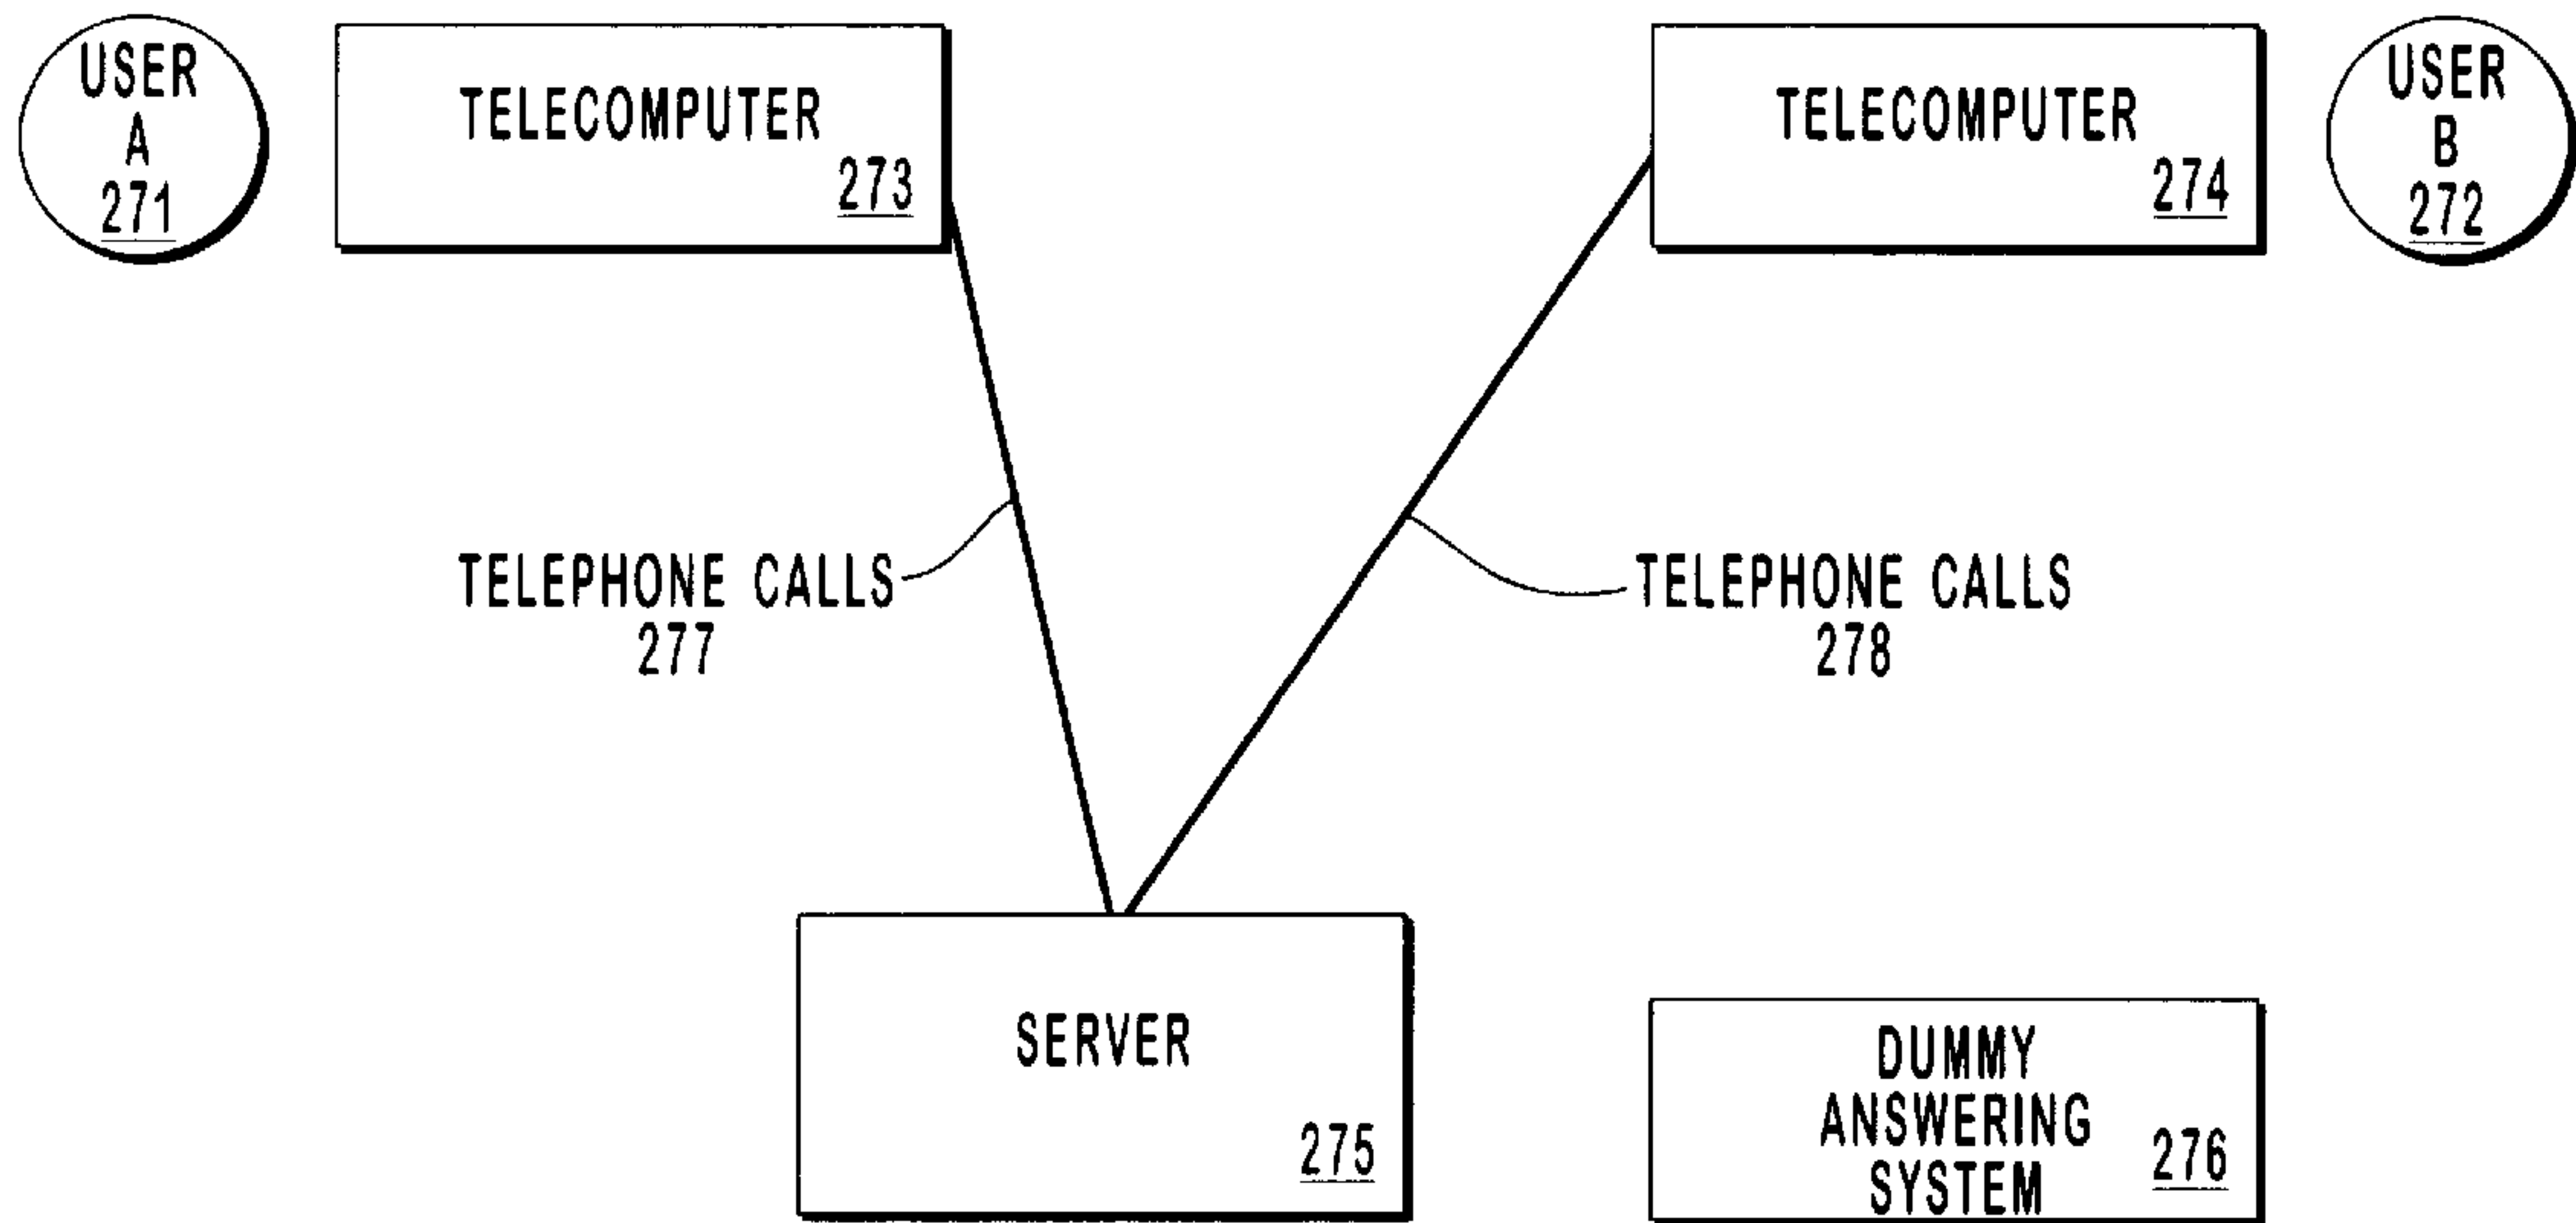 USER
A
271
TELECOMPUTER
273
TELECOMPUTER
274
USER
B
272
TELEPHONE CALLS
277
TELEPHONE CALLS
278
SERVER
275
DUMMY
ANSWERING
SYSTEM
276